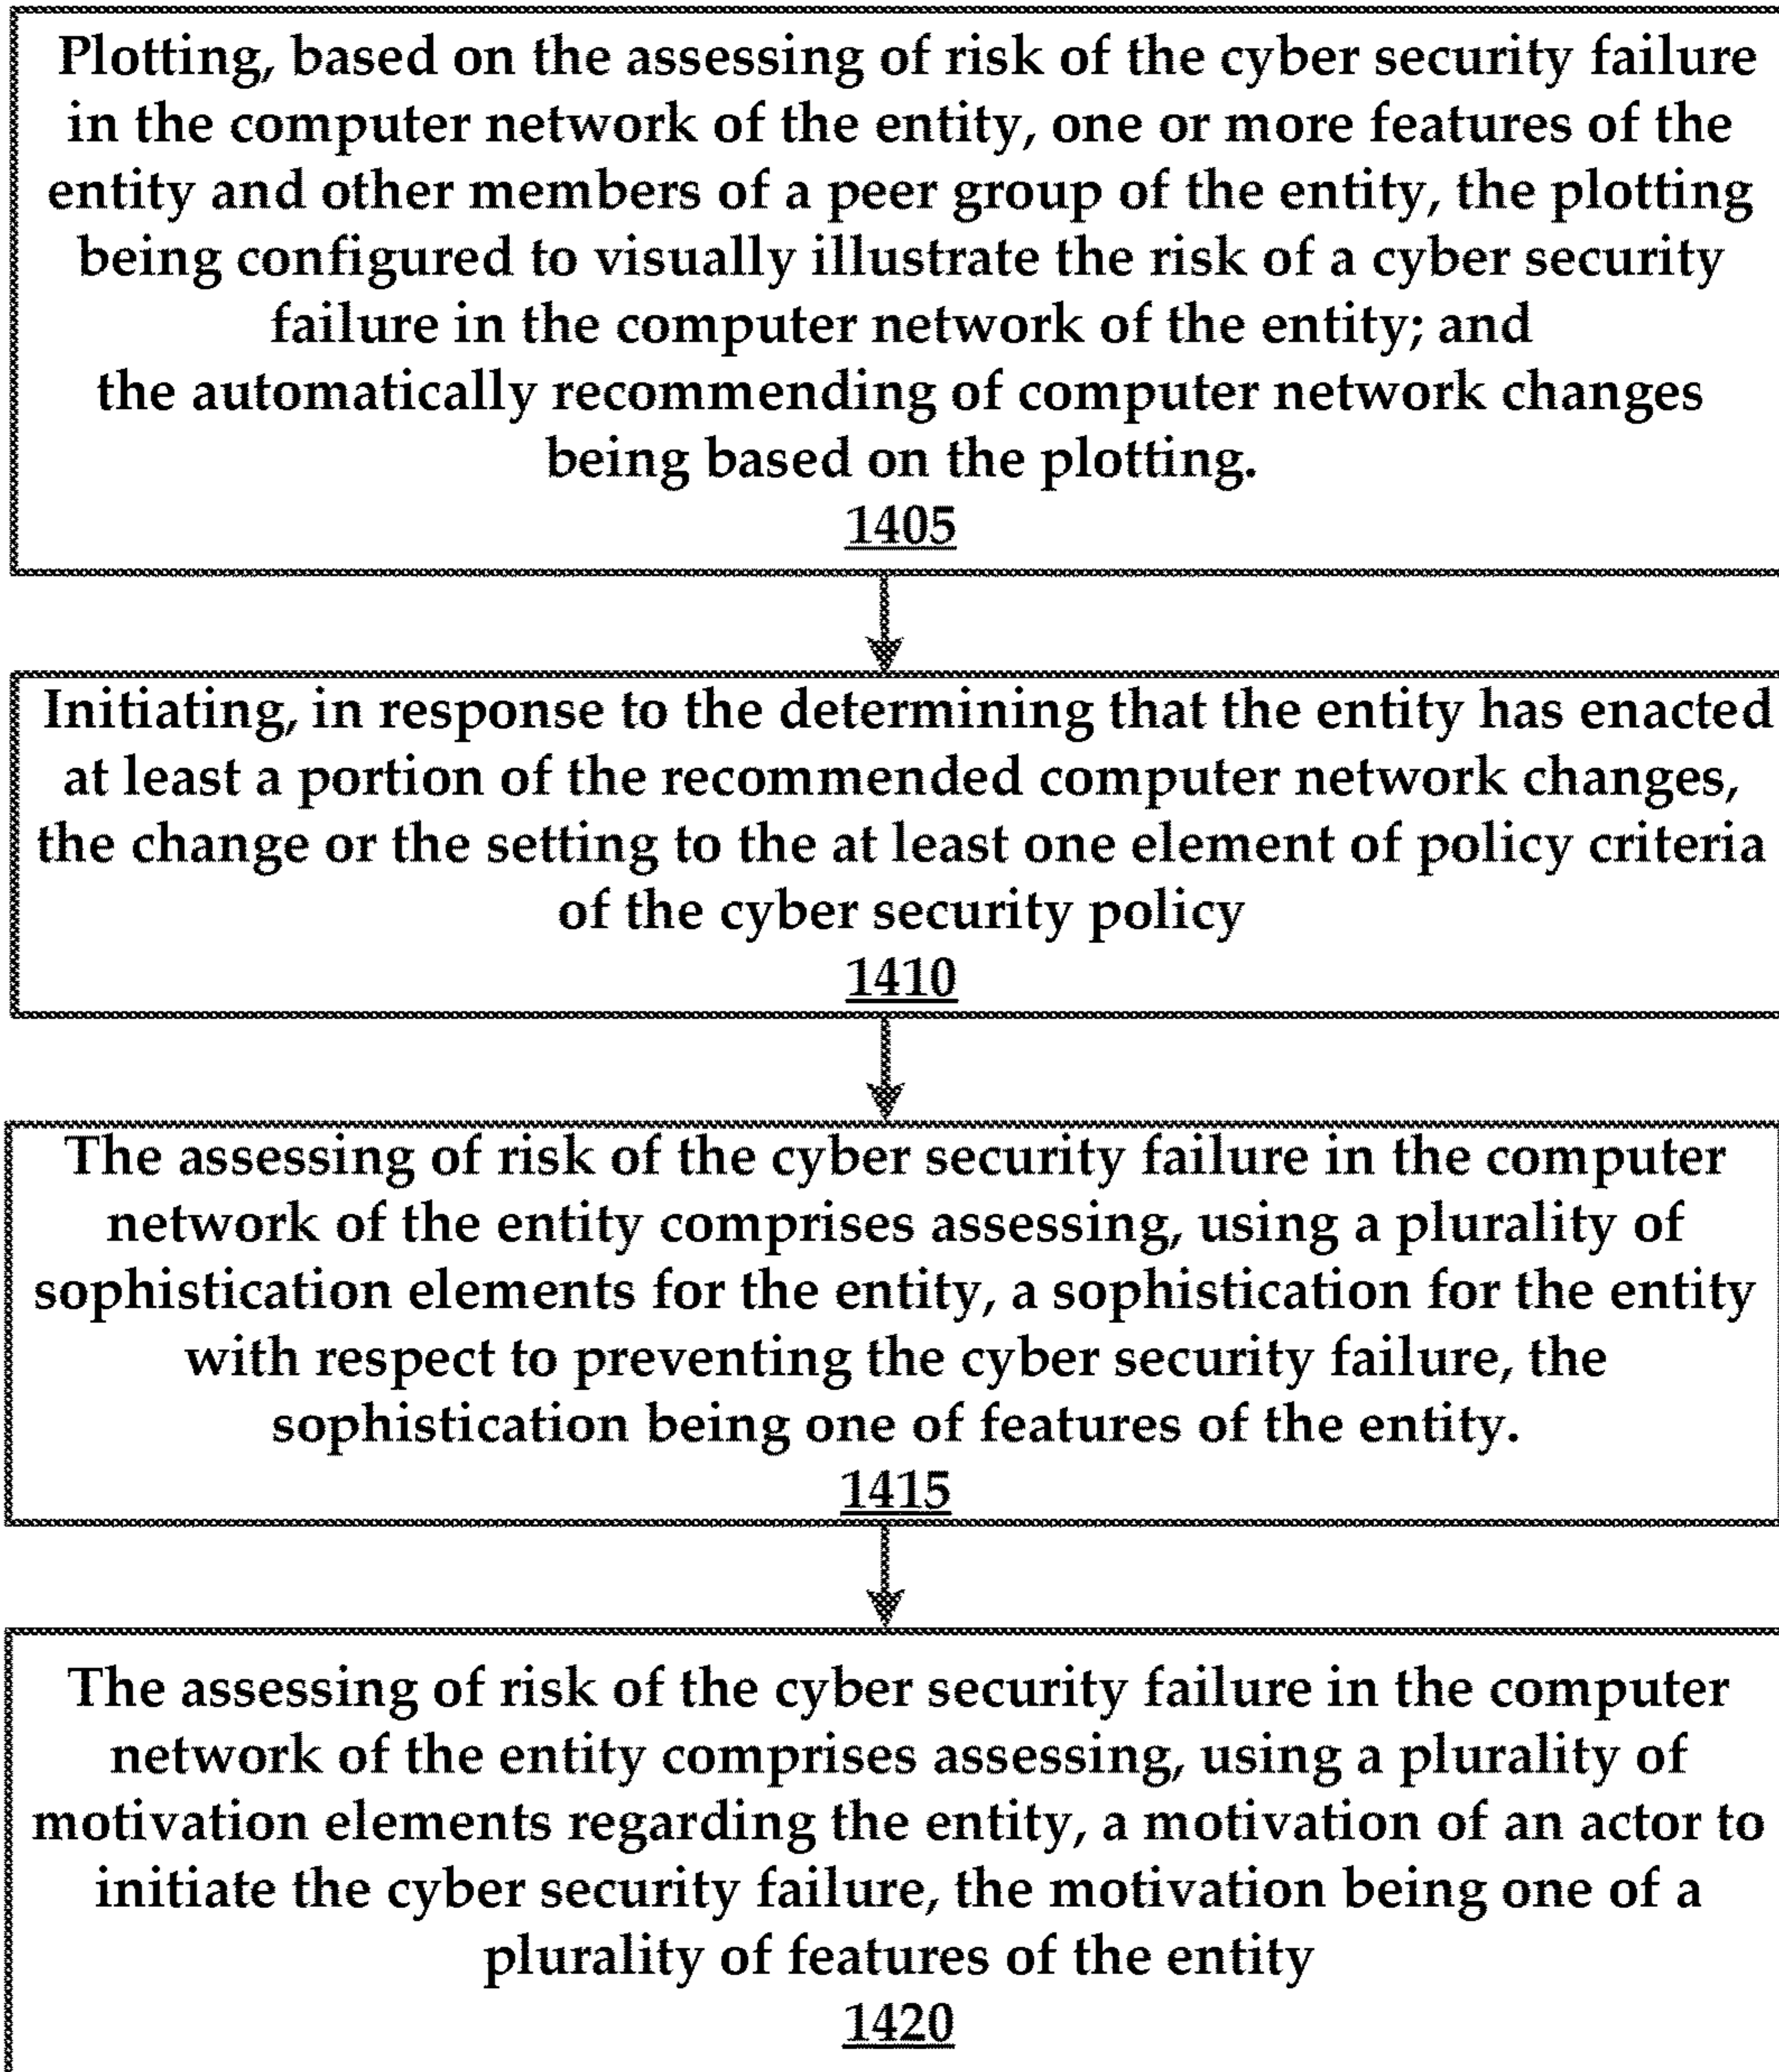 Plotting, based on the assessing of risk of the cyber security failure
in the computer network of the entity, one or more features of the
entity and other members of a peer group of the entity, the plotting
being configured to visually illustrate the risk of a cyber security
failure in the computer network of the entity; and
the automatically recommending of computer network changes
being based on the plotting.
1405
Initiating, in response to the determining that the entity has enacted
at least a portion of the recommended computer network changes,
the change or the setting to the at least one element of policy criteria
of the cyber security policy
1410
The assessing of risk of the cyber security failure in the computer
network of the entity comprises assessing, using a plurality of
sophistication elements for the entity, a sophistication for the entity
with respect to preventing the cyber security failure, the
sophistication being one of features of the entity.
1415
The assessing of risk of the cyber security failure in the computer
network of the entity comprises assessing, using a plurality of
motivation elements regarding the entity, a motivation of an actor to
initiate the cyber security failure, the motivation being one of a
plurality of features of the entity
1420